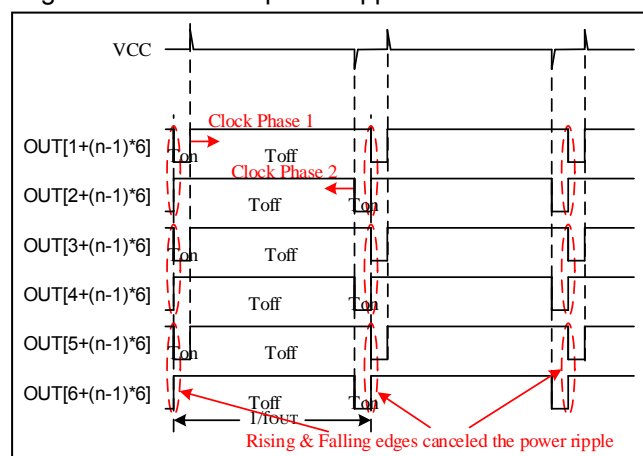 VCC
Clock Phase 1
OUT[1+(n-1)*6]
Ton
Toff
Clock Phase 2
OUT[2+(n-1)*6]
Toff
Ton
OUT[3+(n-1)*6]
Ton
Toff
OUT[4+(n-1)*6]
Toff
Ton
OUT[5+(n-1)*6]
Ton
Toff
OUT[6+(n-1)*6]
Toff
Ton
1/fOUT
Rising & Falling edges canceled the power ripple